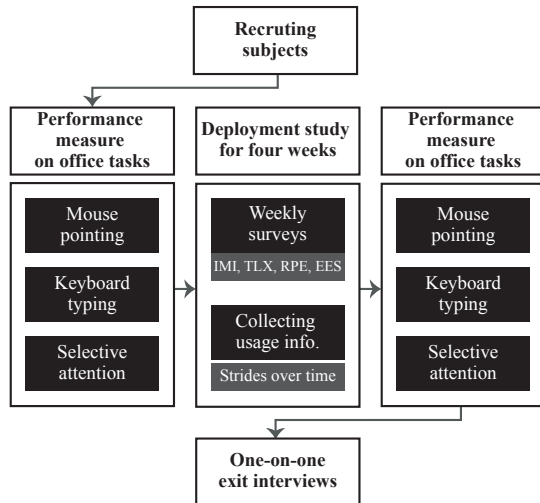 Recruting
subjects
Performance
measure
on office tasks
Mouse
pointing
Keyboard
typing
Selective
attention
Deployment study
for four weeks
Weekly
surveys
IMI, TLX, RPE, EES
Collecting
usage info.
Strides over time
Performance
measure
on office tasks
Mouse
pointing
Keyboard
typing
Selective
attention
One-on-one
exit interviews